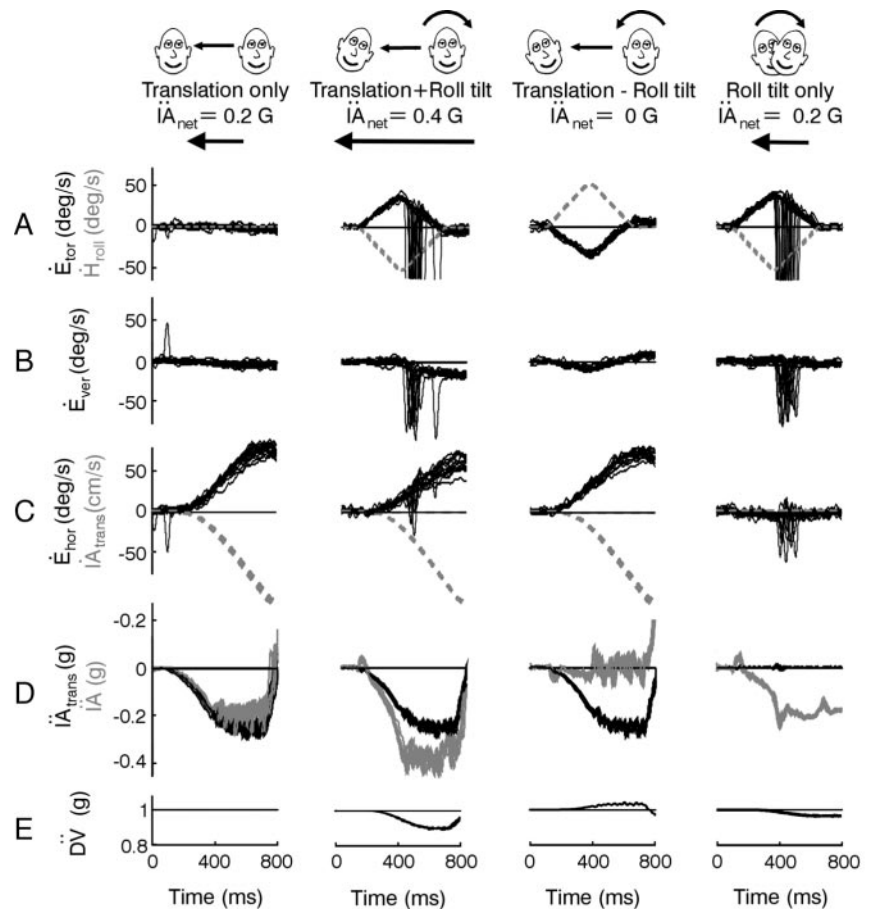 Translation only
ÏA_net = 0.2 G
Translation+Roll tilt
ÏA_net = 0.4 G
Translation - Roll tilt
ÏA_net = 0 G
Roll tilt only
ÏA_net = 0.2 G
A
Ė_tor (deg/s)
Ḣ_roll (deg/s)
50
0
-50
B
Ė_ver (deg/s)
50
0
-50
C
Ė_hor (deg/s)
İA_trans (cm/s)
50
0
-50
D
ÏA_trans (g)
ÏA (g)
-0.2
0
-0.2
-0.4
E
D̈V (g)
1
0.8
0 400 800
0 400 800
0 400 800
0 400 800
Time (ms)
Time (ms)
Time (ms)
Time (ms)